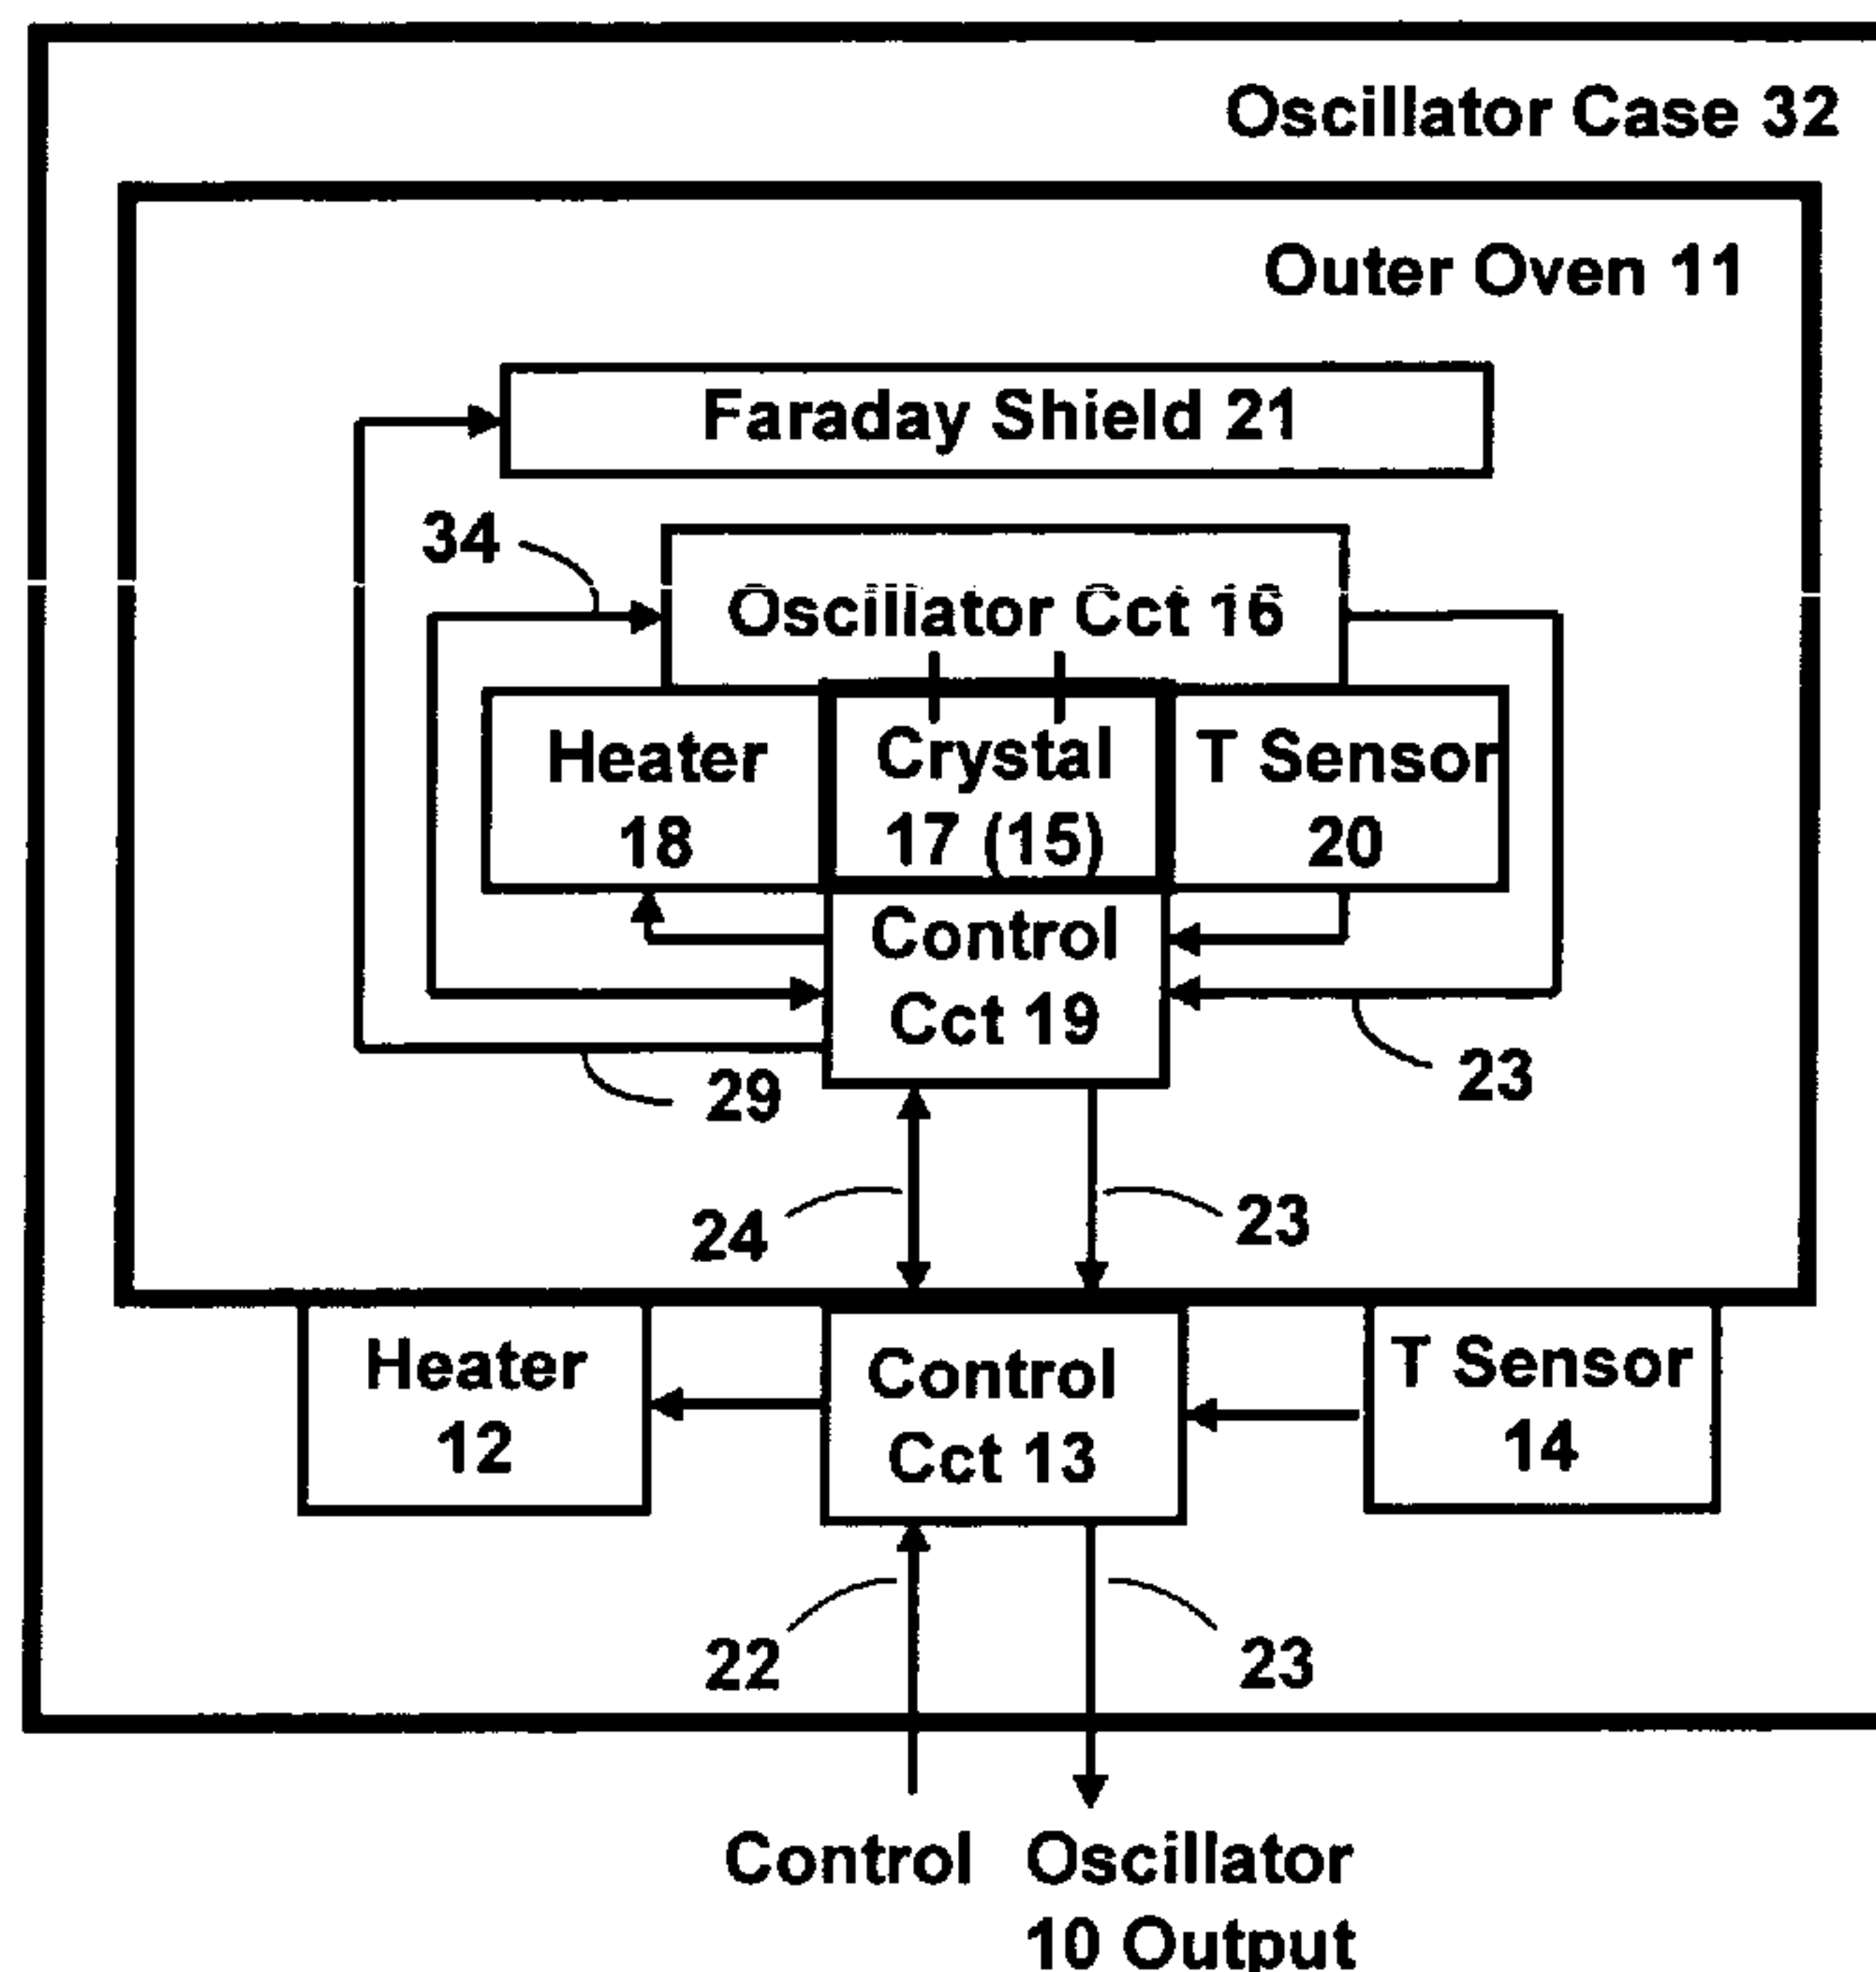 Oscillator Case 32
Outer Oven 11
Faraday Shield 21
34
Oscillator Cct 16
Heater
18
Crystal
17 (15)
T Sensor
20
Control
Cct 19
29
23
24
23
Heater
12
Control
Cct 13
T Sensor
14
22
23
Control
Oscillator
10 Output